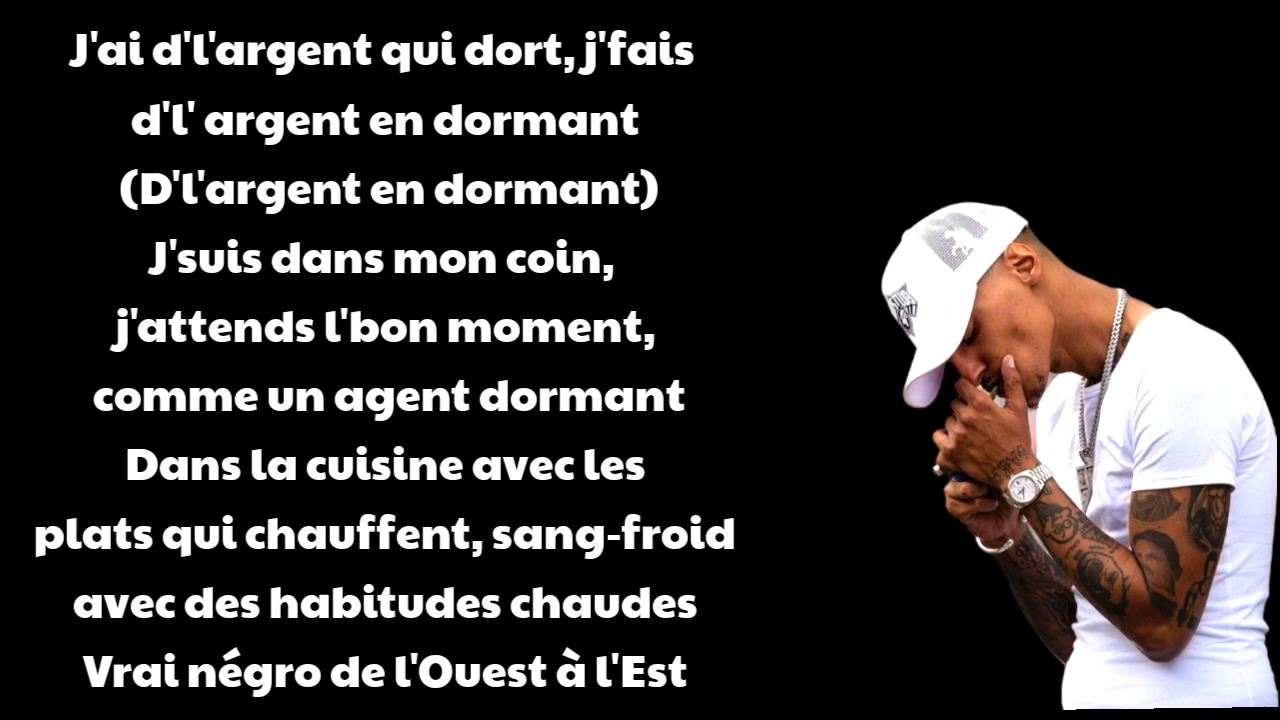 J'ai d'l'argent qui dort, j'fais
d'l' argent en dormant
(D'l'argent en dormant)
J'suis dans mon coin,
j'attends l'bon moment,
comme un agent dormant
Dans la cuisine avec les
plats qui chauffent, sang-froid
avec des habitudes chaudes
Vrai négro de l'Ouest à l'Est